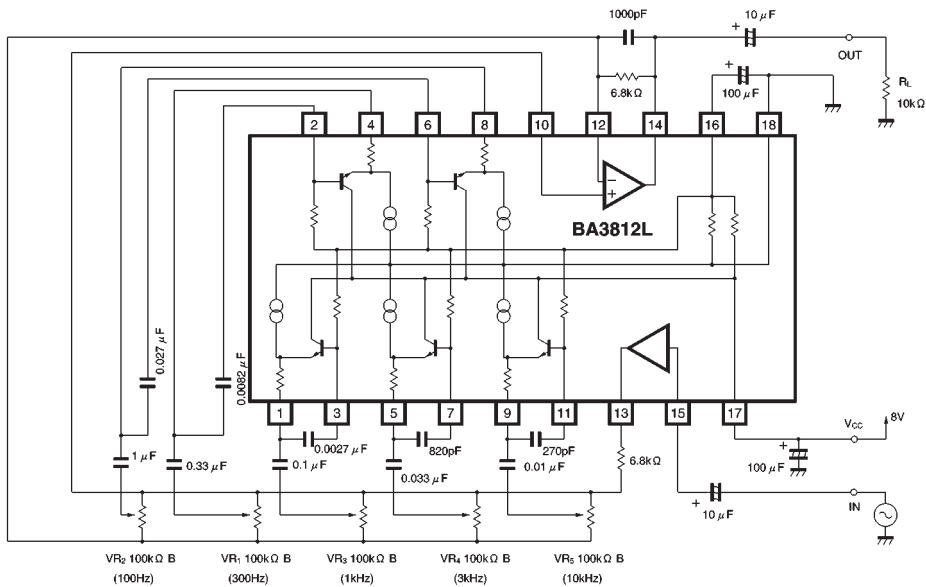 1000pF
10 μF
+
OUT
+
6.8kΩ
100 μF
RL
10kΩ
2 4 6 8 10 12 14 16 18
−
+
BA3812L
0.027 μF
0.0082 μF
1 3 5 7 9 11 13 15 17
VCC
8V
0.0027 μF
820pF
270pF
+
1 μF
0.33 μF
0.1 μF
0.033 μF
0.01 μF
6.8kΩ
100 μF
+
10 μF
IN
VR2 100kΩ B
(100Hz)
VR1 100kΩ B
(300Hz)
VR3 100kΩ B
(1kHz)
VR4 100kΩ B
(3kHz)
VR5 100kΩ B
(10kHz)